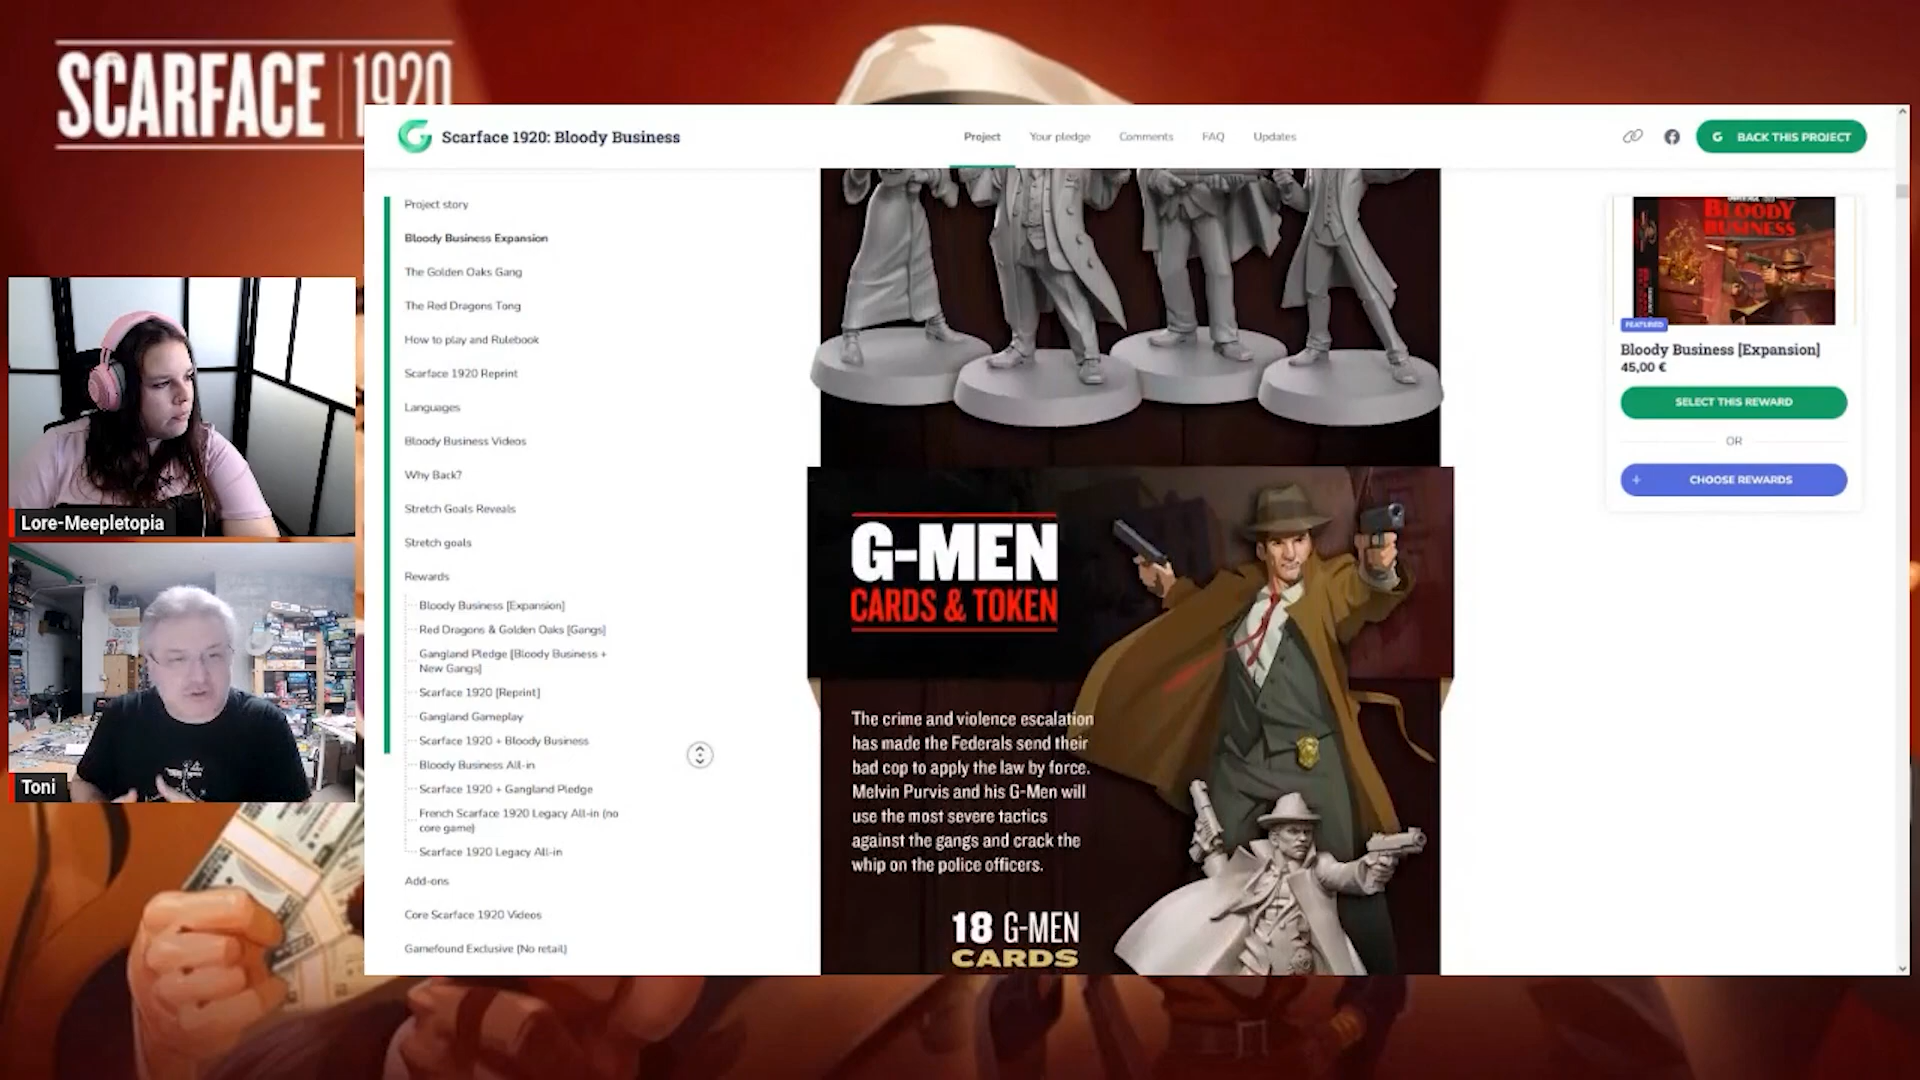 SCARFACE 1920
Scarface 1920: Bloody Business
Project
Your pledge
Comments
FAQ
Updates
BACK THIS PROJECT
Project story
Bloody Business Expansion
The Golden Oaks Gang
The Red Dragons Tong
How to play and Rulebook
Scarface 1920 Reprint
Languages
Bloody Business Videos
Why Back?
Stretch Goals Reveals
Stretch goals
Rewards
Bloody Business [Expansion]
Red Dragons & Golden Oaks [Gangs]
Gangland Pledge [Bloody Business +
New Gangs]
Scarface 1920 [Reprint]
Gangland Gameplay
Scarface 1920 + Bloody Business
Bloody Business All-in
Scarface 1920 + Gangland Pledge
French Scarface 1920 Legacy All-in (no
core game)
Scarface 1920 Legacy All-in
Add-ons
Core Scarface 1920 Videos
Gamefound Exclusive (No retail)
G-MEN
CARDS & TOKEN
The crime and violence escalation
has made the Federals send their
bad cop to apply the law by force.
Melvin Purvis and his G-Men will
use the most severe tactics
against the gangs and crack the
whip on the police officers.
18 G-MEN
CARDS
BLOODY
BUSINESS
FEATURED
Bloody Business [Expansion]
45,00 €
SELECT THIS REWARD
OR
+ CHOOSE REWARDS
Lore-Meepletopia
Toni